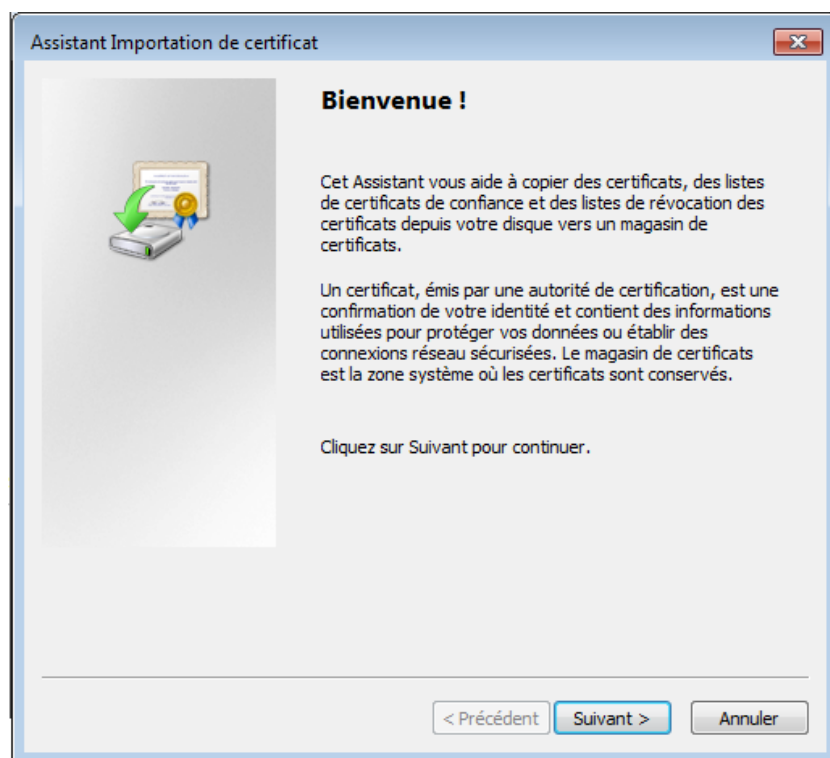 Assistant Importation de certificat
Bienvenue !
Cet Assistant vous aide à copier des certificats, des listes
de certificats de confiance et des listes de révocation des
certificats depuis votre disque vers un magasin de
certificats.
Un certificat, émis par une autorité de certification, est une
confirmation de votre identité et contient des informations
utilisées pour protéger vos données ou établir des
connexions réseau sécurisées. Le magasin de certificats
est la zone système où les certificats sont conservés.
Cliquez sur Suivant pour continuer.
< Précédent Suivant > Annuler